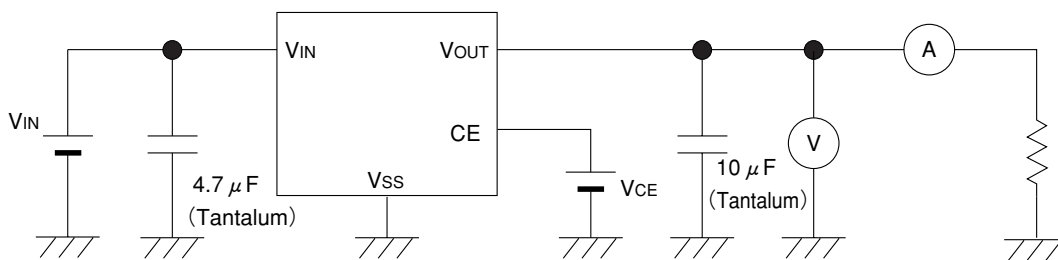 VIN
VOUT
A
VIN
CE
V
4.7 μF
(Tantalum)
VSS
VCE
10 μF
(Tantalum)